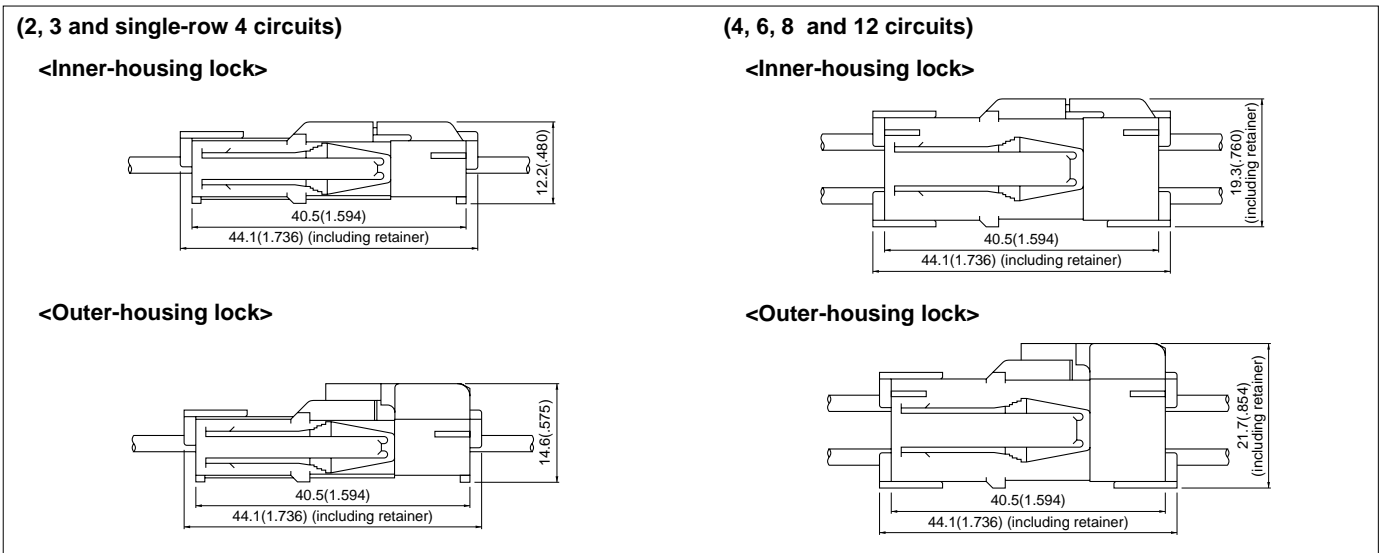 (2, 3 and single-row 4 circuits)
<Inner-housing lock>
12.2(.480)
40.5(1.594)
44.1(1.736) (including retainer)
<Outer-housing lock>
14.6(.575)
40.5(1.594)
44.1(1.736) (including retainer)
(4, 6, 8 and 12 circuits)
<Inner-housing lock>
19.3(.760)
(including retainer)
40.5(1.594)
44.1(1.736) (including retainer)
<Outer-housing lock>
21.7(.854)
(including retainer)
40.5(1.594)
44.1(1.736) (including retainer)